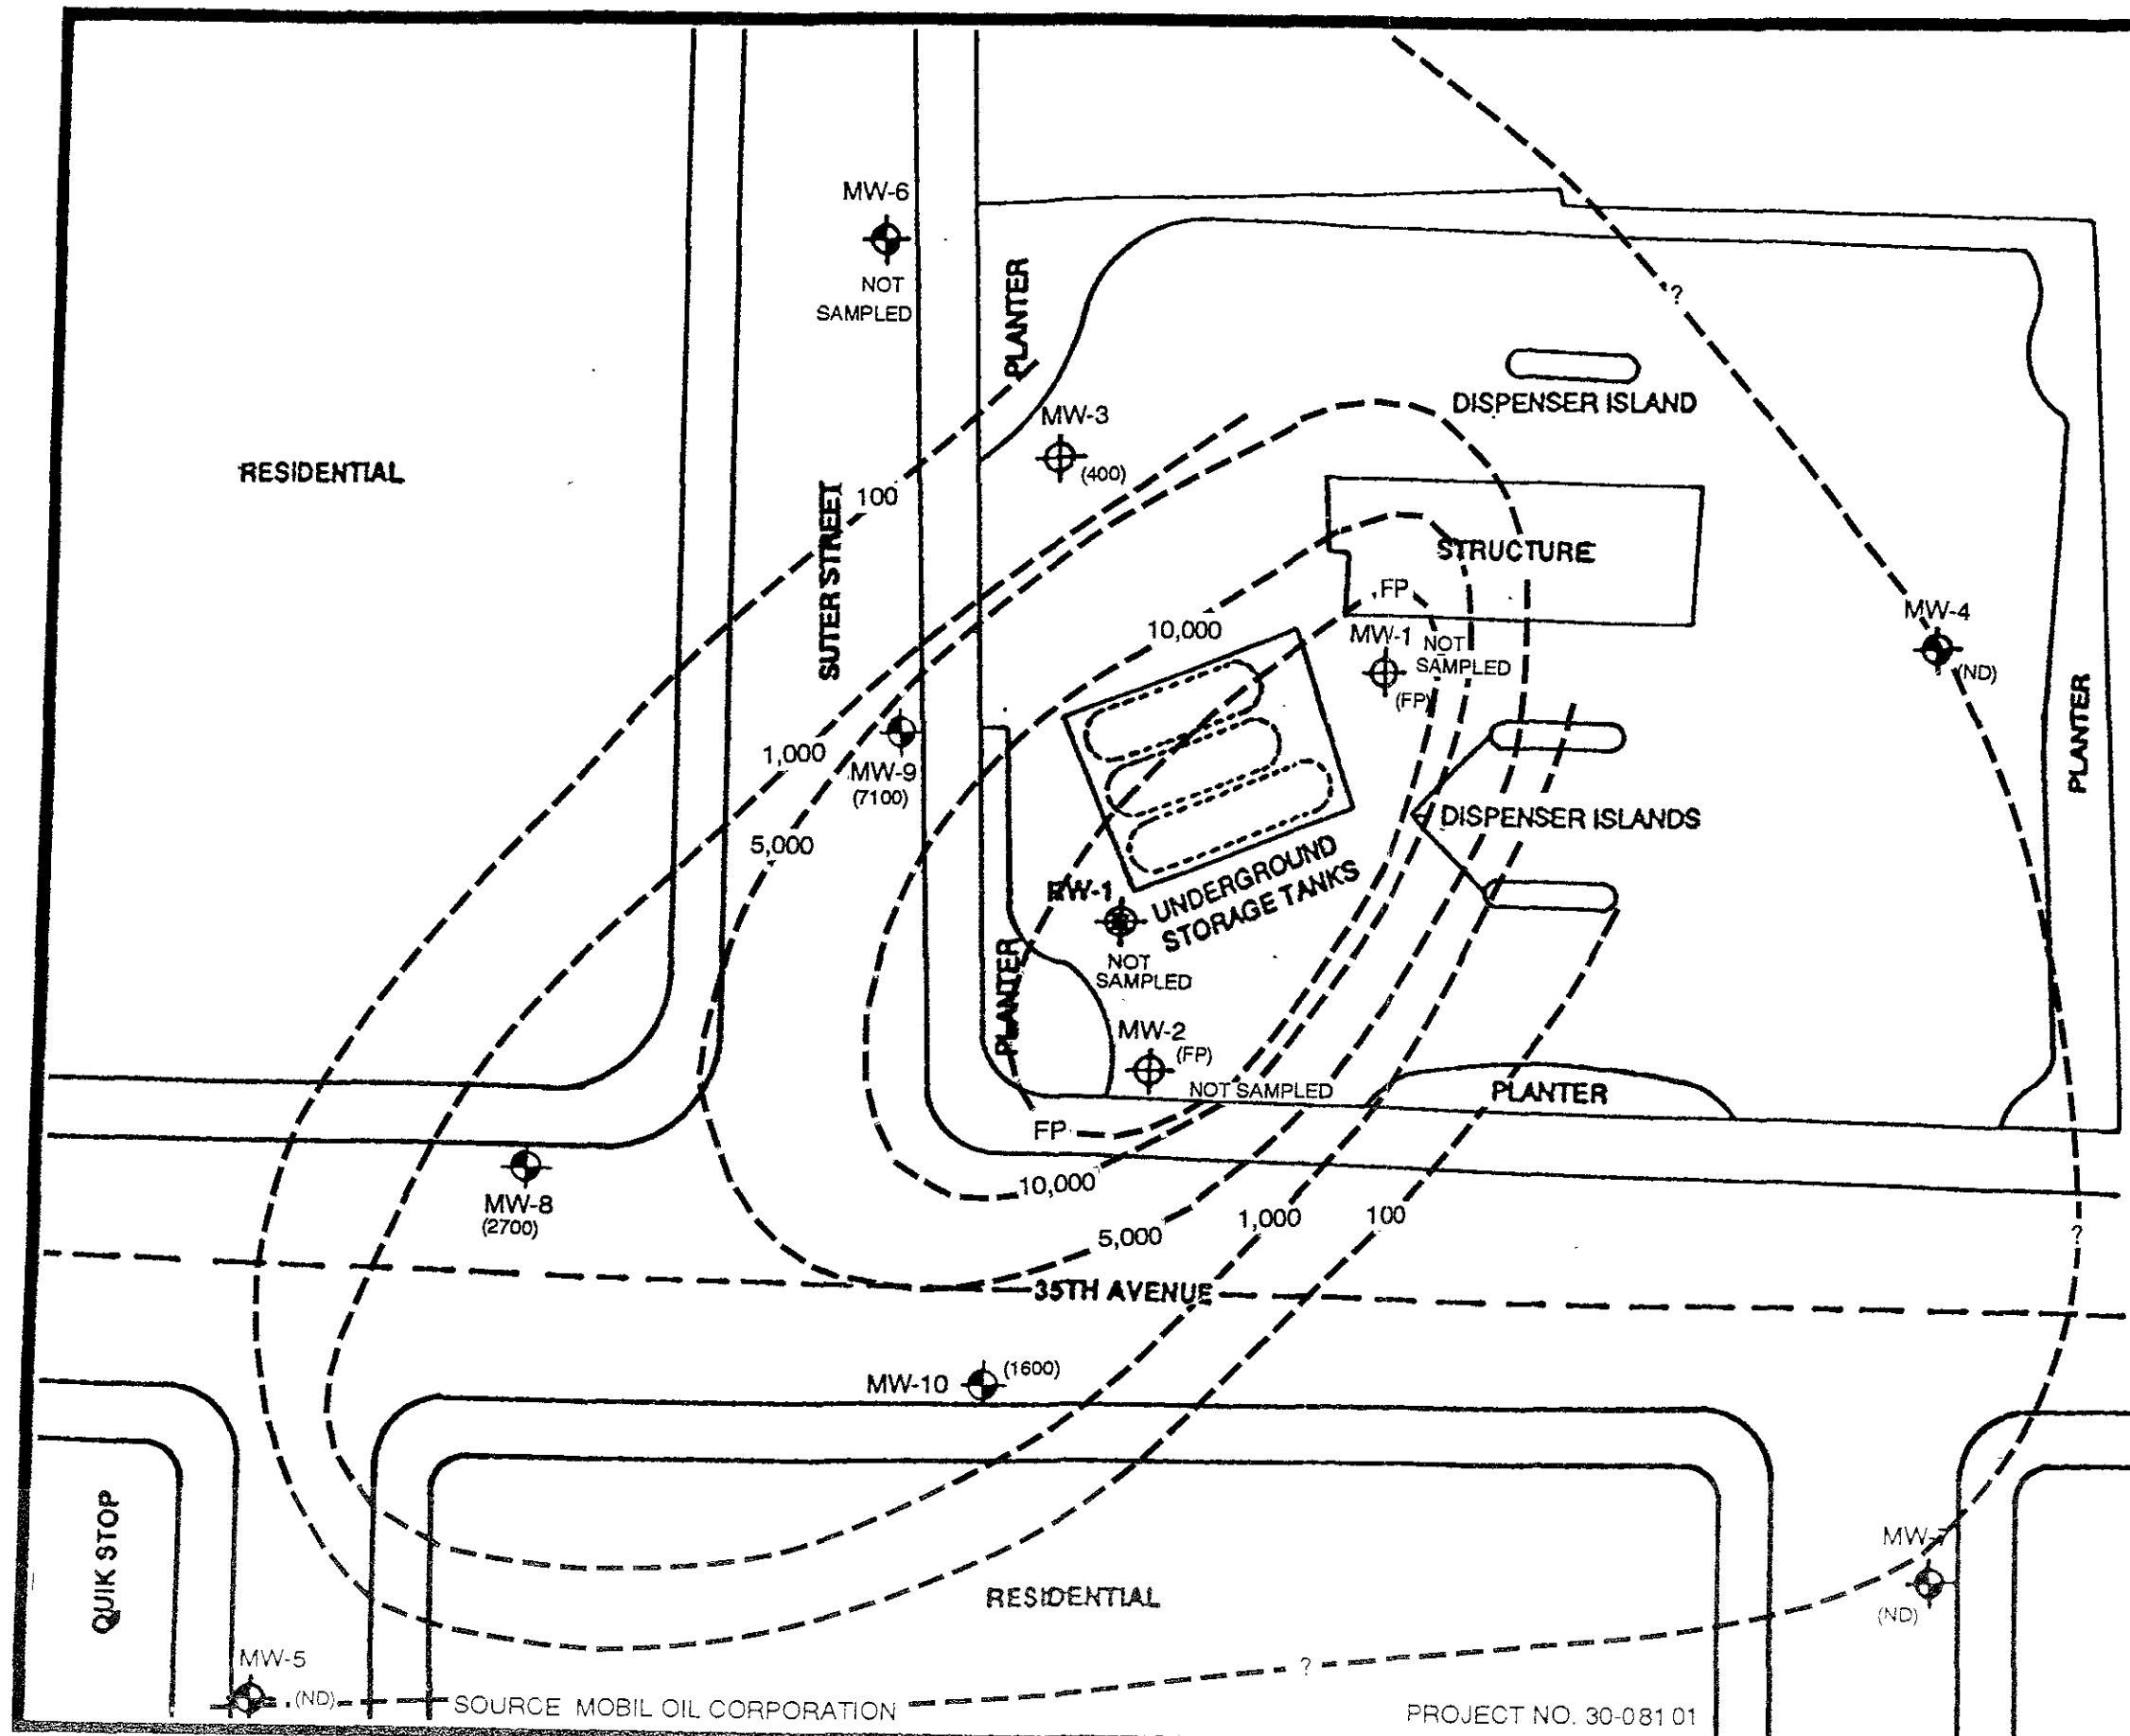 MW-6
NOT
SAMPLED
PLANTER
?
DISPENSER ISLAND
MW-3
(400)
RESIDENTIAL
SUTER STREET
100
STRUCTURE
FP
MW-4
(ND)
10,000
MW-1
NOT
SAMPLED
(FP)
PLANTER
1,000
MW-9
(7100)
5,000
DISPENSER ISLANDS
UNDERGROUND
STORAGE TANKS
RW-1
NOT
SAMPLED
PLANTER
MW-2
(FP)
NOT SAMPLED
PLANTER
FP
10,000
MW-8
(2700)
5,000
1,000
100
?
35TH AVENUE
MW-10
(1600)
QUIK STOP
RESIDENTIAL
MW-7
(ND)
MW-5
(ND)
?
SOURCE MOBIL OIL CORPORATION
PROJECT NO. 30-081 01